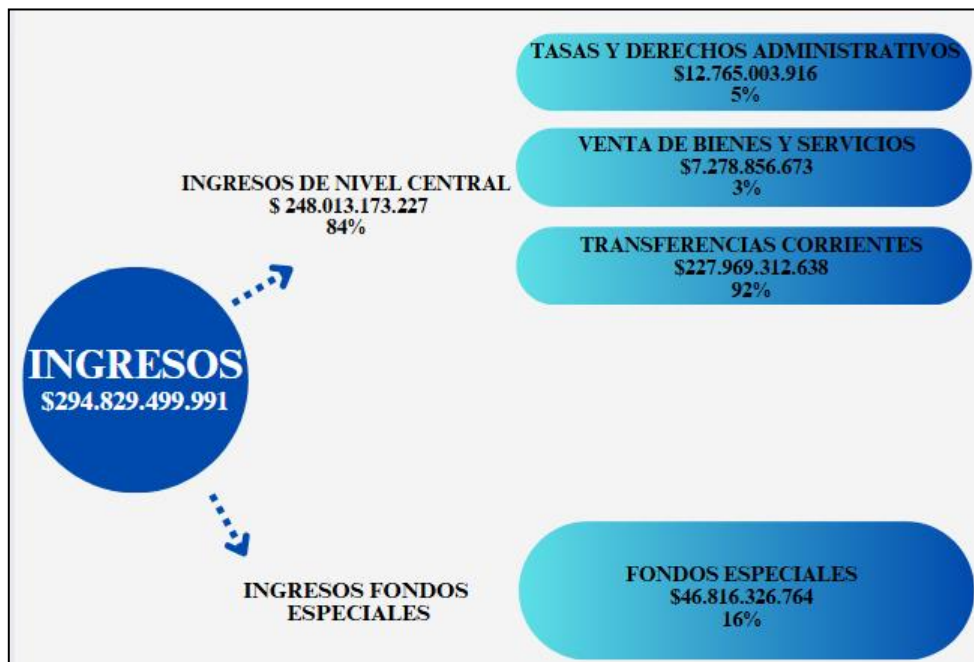 TASAS Y DERECHOS ADMINISTRATIVOS
$12.765.003.916
5%
VENTA DE BIENES Y SERVICIOS
$7.278.856.673
3%
INGRESOS DE NIVEL CENTRAL
$ 248.013.173.227
84%
TRANSFERENCIAS CORRIENTES
$227.969.312.638
92%
INGRESOS
$294.829.499.991
INGRESOS FONDOS
ESPECIALES
FONDOS ESPECIALES
$46.816.326.764
16%